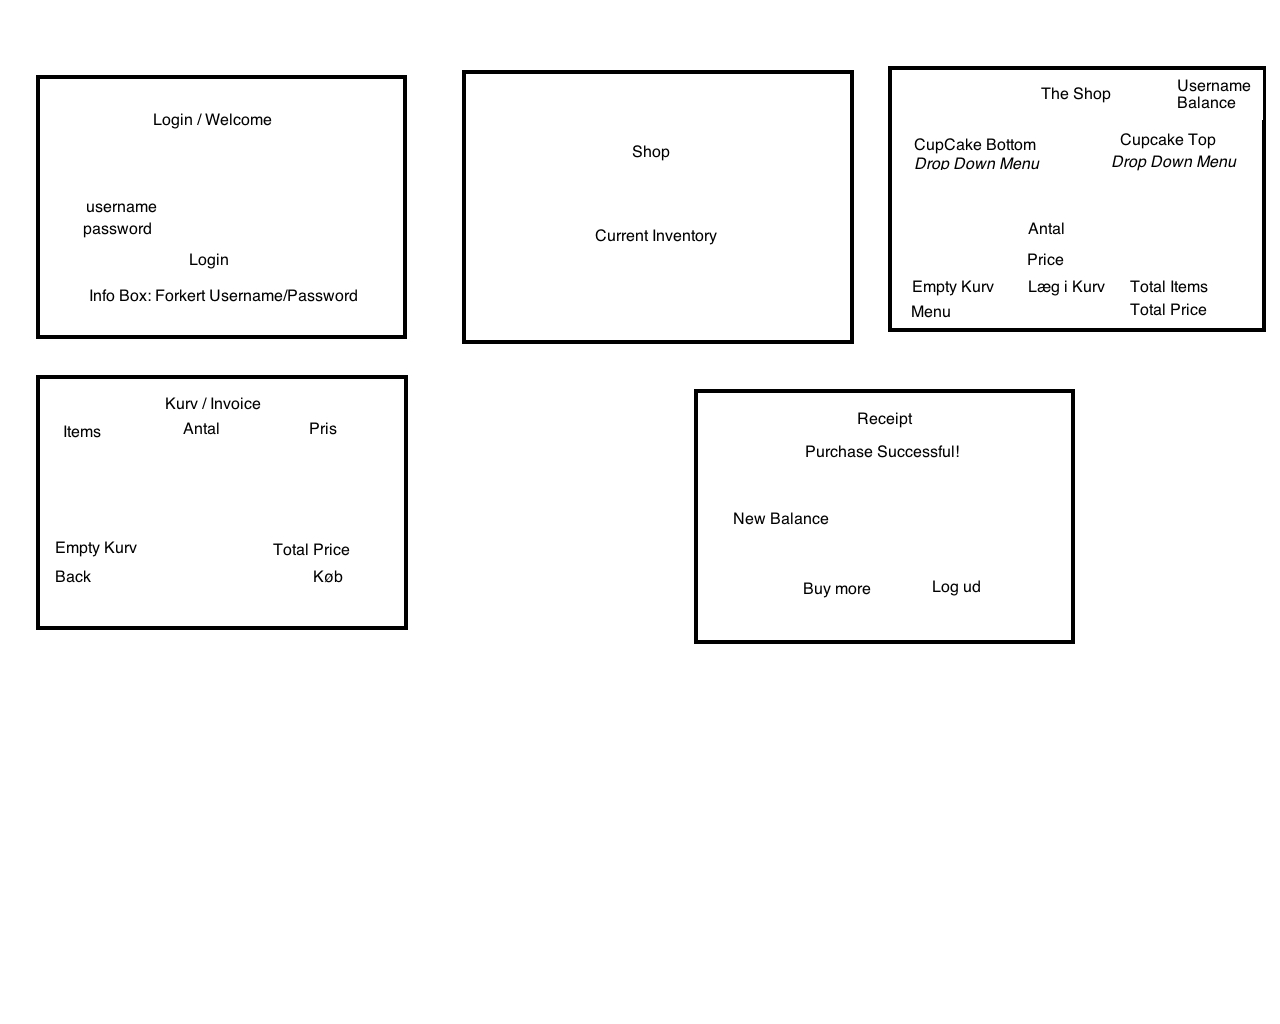 Login / Welcome
username
password
Login
Info Box: Forkert Username/Password
Shop
Current Inventory
The Shop
Username
Balance
CupCake Bottom
Drop Down Menu
Cupcake Top
Drop Down Menu
Antal
Price
Empty Kurv
Læg i Kurv
Total Items
Menu
Total Price
Kurv / Invoice
Items
Antal
Pris
Empty Kurv
Total Price
Back
Køb
Receipt
Purchase Successful!
New Balance
Buy more
Log ud